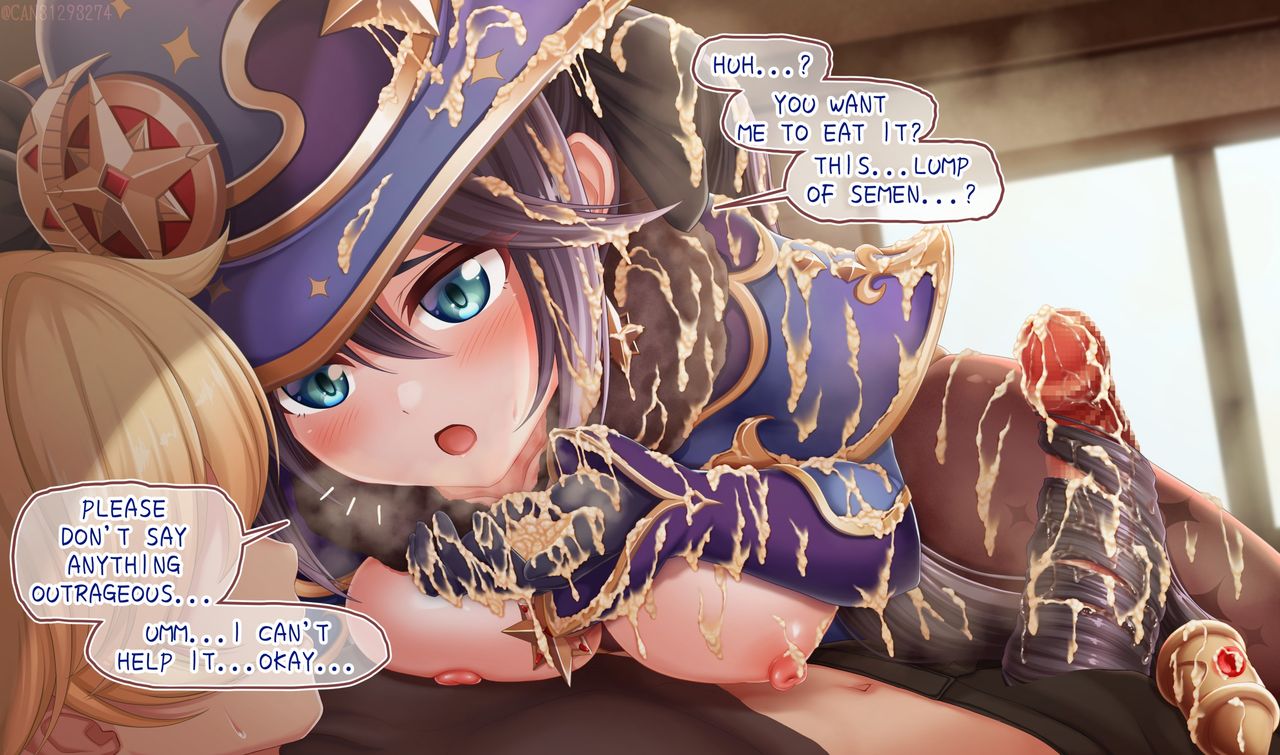 @CAN31293274
HUH...?
YOU WANT
ME TO EAT IT?
THIS...LUMP
OF SEMEN...?
PLEASE
DON'T SAY
ANYTHING
OUTRAGEOUS...
UMM...I CAN'T
HELP IT...OKAY...